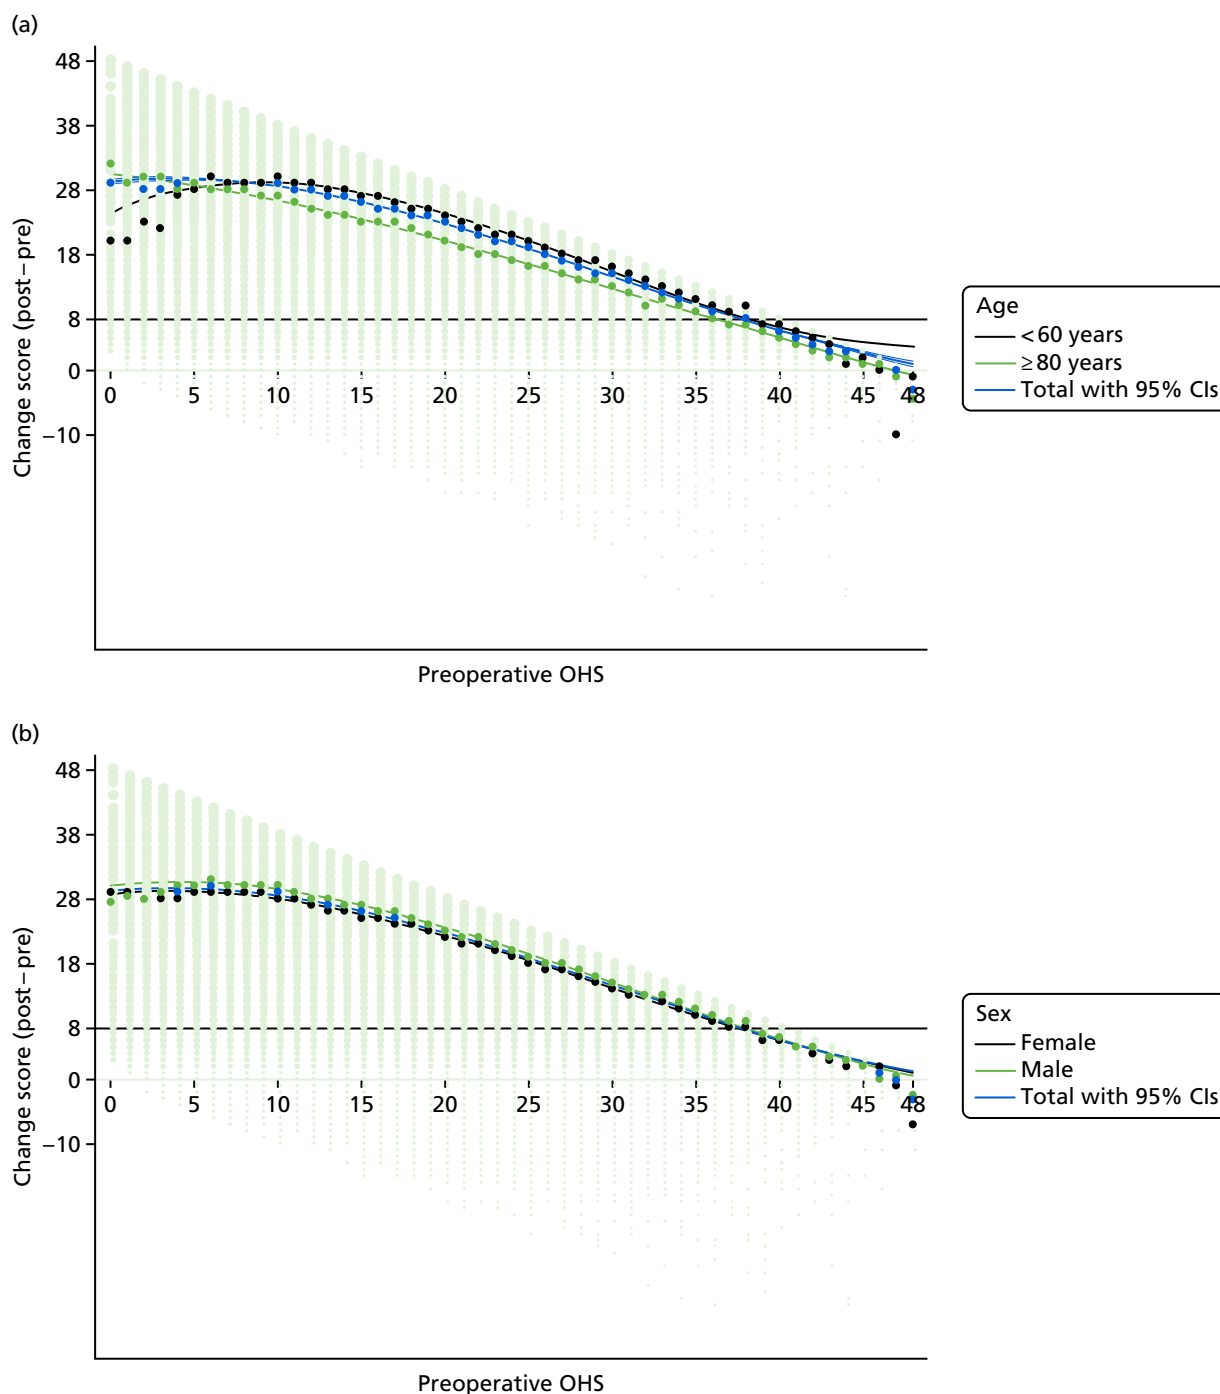 (a)
48
38
28
18
8
0
−10
0 5 10 15 20 25 30 35 40 45 48
Change score (post–pre)
Preoperative OHS
Age
<60 years
≥80 years
Total with 95% CIs
(b)
48
38
28
18
8
0
−10
0 5 10 15 20 25 30 35 40 45 48
Change score (post–pre)
Preoperative OHS
Sex
Female
Male
Total with 95% CIs